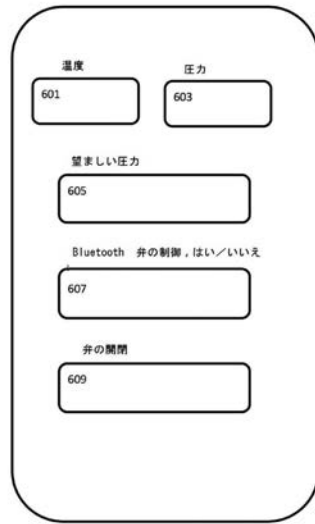 温度
圧力
601
603
望ましい圧力
605
Bluetooth 弁の制御,はい/いいえ
607
弁の開閉
609